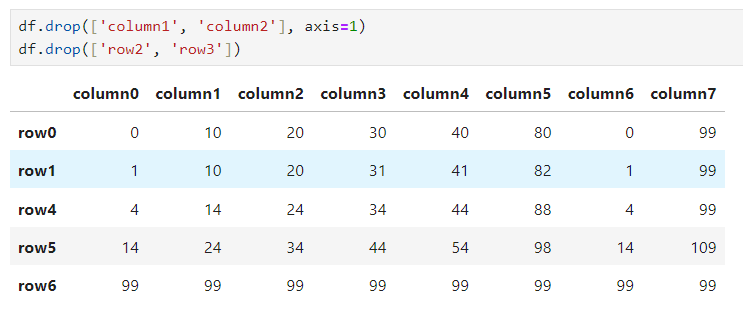 df.drop(['column1', 'column2'], axis=1)
df.drop(['row2', 'row3'])
column0 column1 column2 column3 column4 column5 column6 column7
row0 0 10 20 30 40 80 0 99
row1 1 10 20 31 41 82 1 99
row4 4 14 24 34 44 88 4 99
row5 14 24 34 44 54 98 14 109
row6 99 99 99 99 99 99 99 99